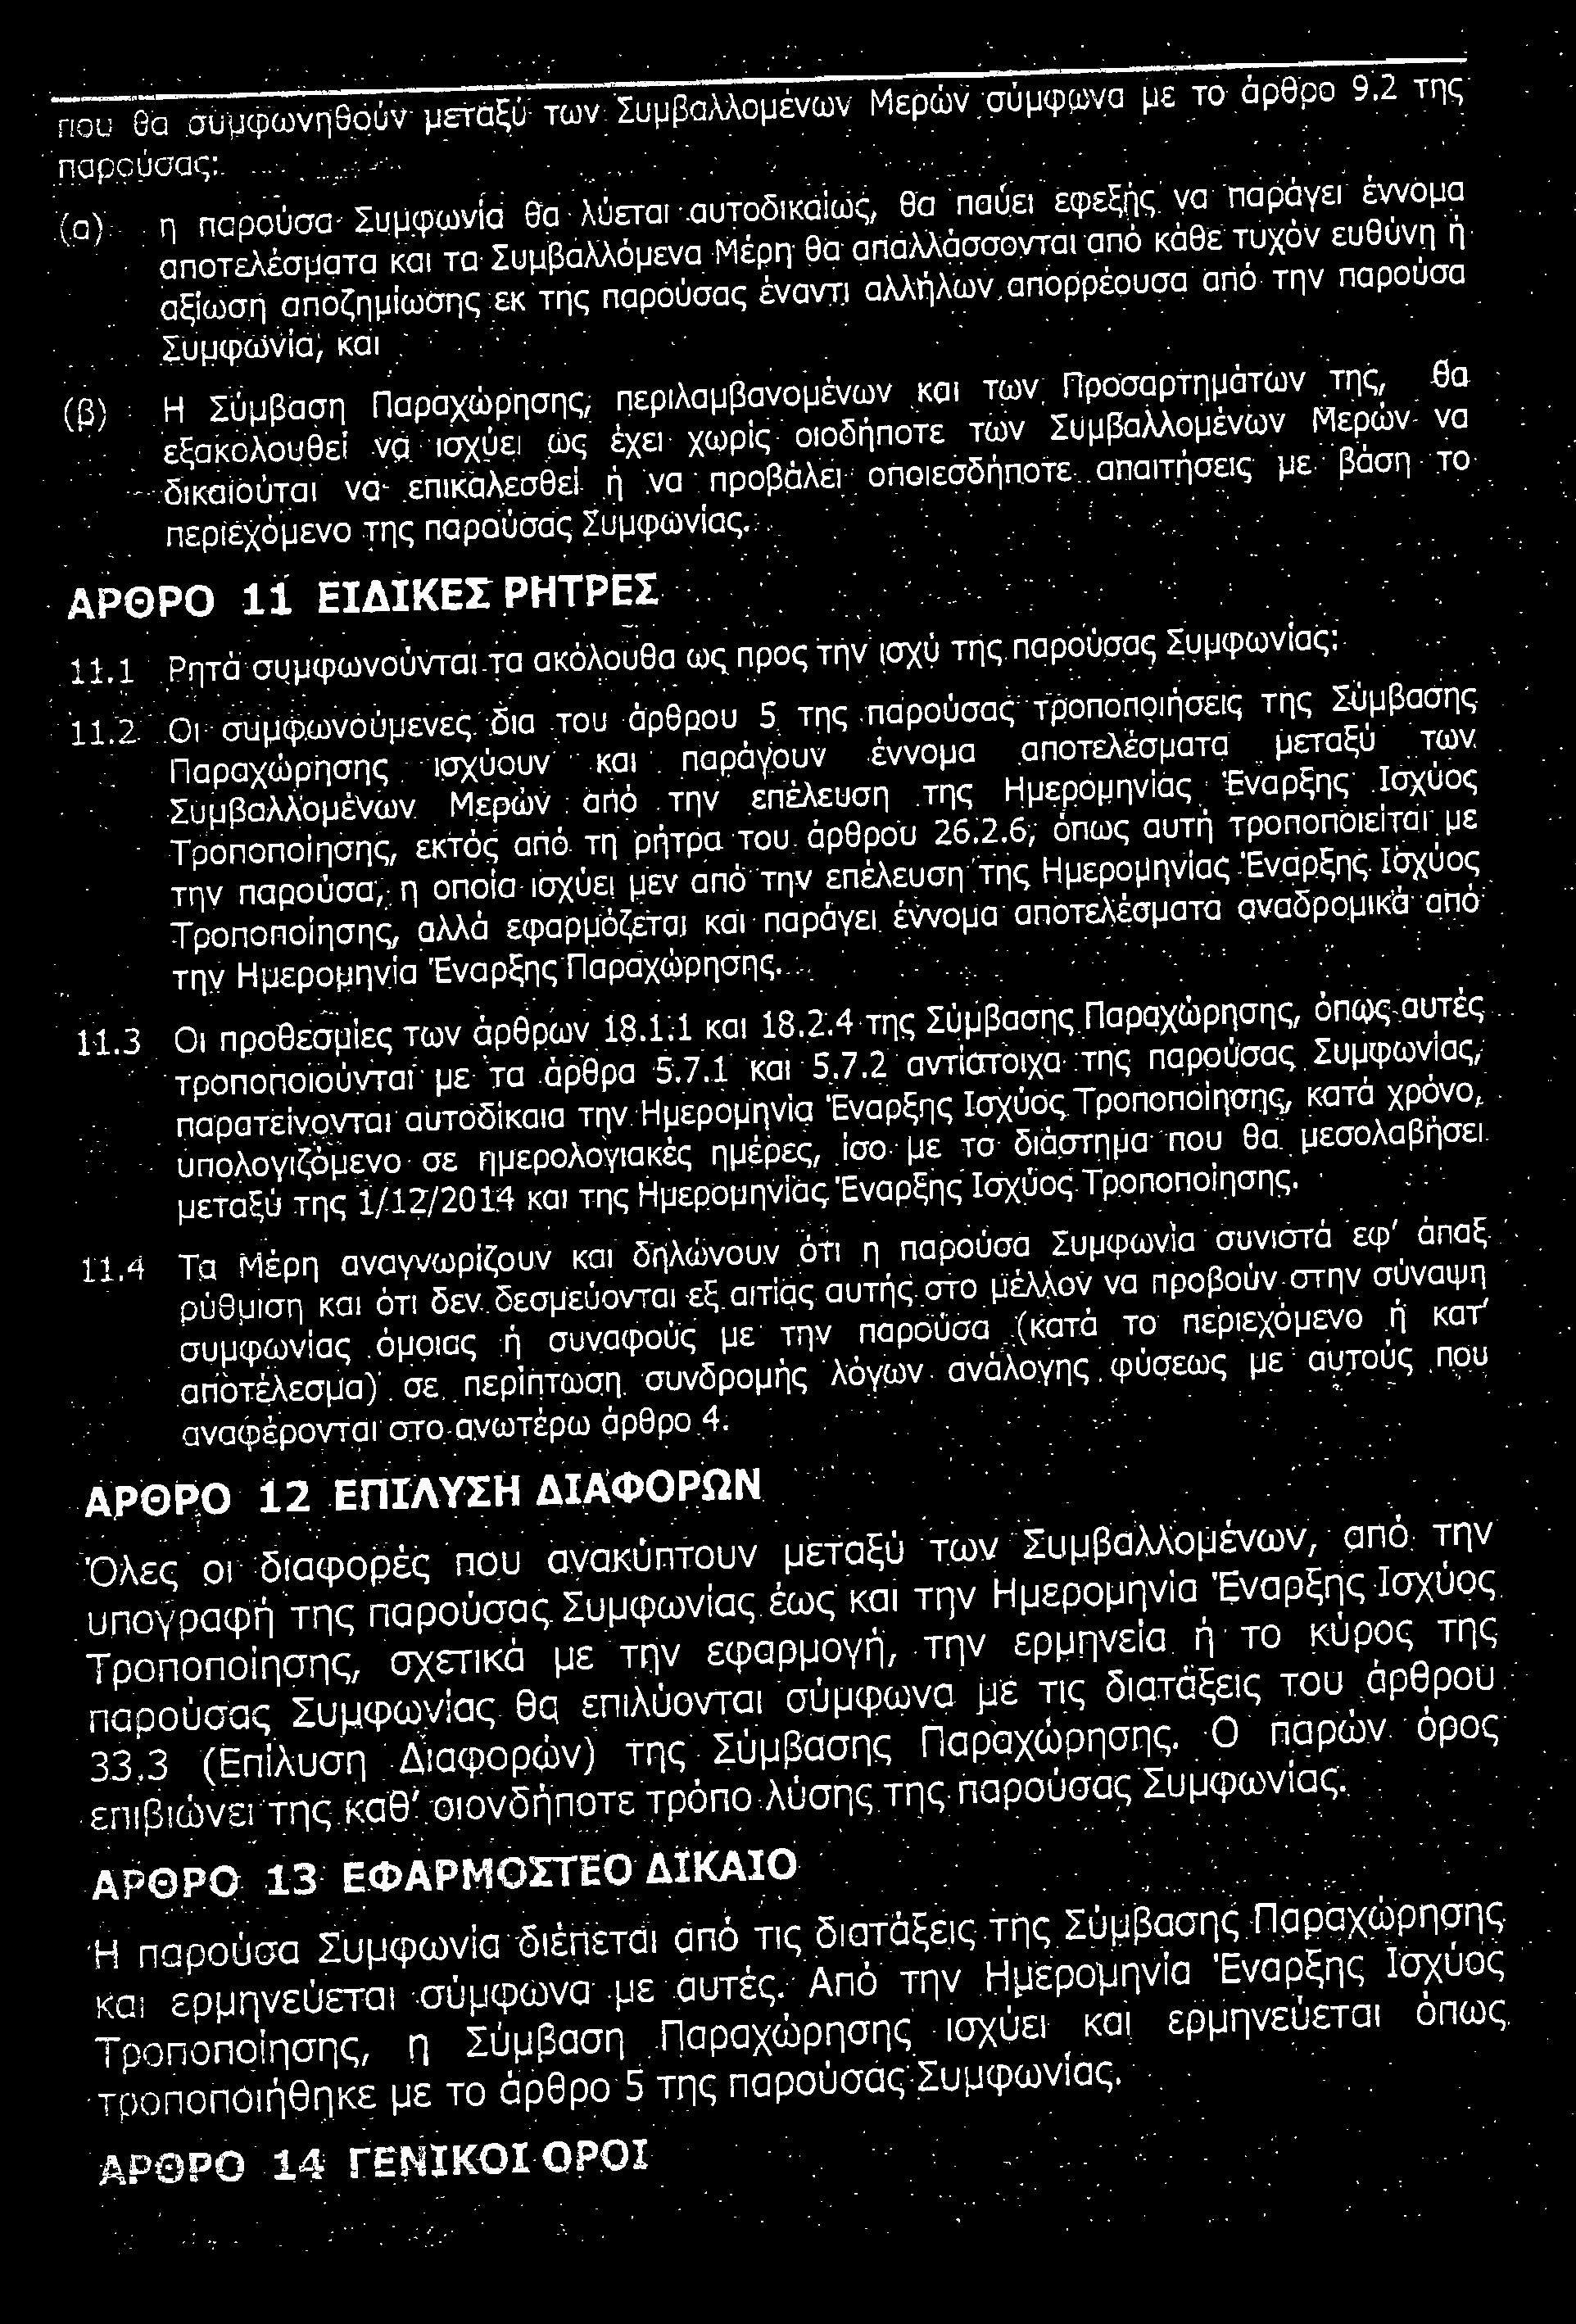 που θα συμφωνηθούν μεταξύ των Συμβαλλομένων Μερών σύμφωνα με το άρθρο 9.2 της
παρούσας:
(α) η παρούσα Συμφωνία θα λύεται αυτοδικαίως, θα παύει εφεξής να παράγει έννομα
αποτελέσματα και τα Συμβαλλόμενα Μέρη θα απαλλάσσονται από κάθε τυχόν ευθύνη ή
αξίωση αποζημίωσης εκ της παρούσας έναντι αλλήλων απορρέουσα από την παρούσα
Συμφωνία, και
(β) Η Σύμβαση Παραχώρησης, περιλαμβανομένων και των Προσαρτημάτων της, θα
εξακολουθεί να ισχύει ως έχει χωρίς οιοδήποτε των Συμβαλλομένων Μερών να
δικαιούται να επικαλεσθεί ή να προβάλει οποιεσδήποτε απαιτήσεις με βάση το
περιεχόμενο της παρούσας Συμφωνίας.
ΑΡΘΡΟ 11 ΕΙΔΙΚΕΣ ΡΗΤΡΕΣ
11.1 Ρητά συμφωνούνται τα ακόλουθα ως προς την ισχύ της παρούσας Συμφωνίας:
11.2 Οι συμφωνούμενες δια του άρθρου 5 της παρούσας τροποποιήσεις της Σύμβασης
Παραχώρησης ισχύουν και παράγουν έννομα αποτελέσματα μεταξύ των
Συμβαλλομένων Μερών από την επέλευση της Ημερομηνίας Έναρξης Ισχύος
Τροποποίησης, εκτός από τη ρήτρα του άρθρου 26.2.6, όπως αυτή τροποποιείται με
την παρούσα, η οποία ισχύει μεν από την επέλευση της Ημερομηνίας Έναρξης Ισχύος
Τροποποίησης, αλλά εφαρμόζεται και παράγει έννομα αποτελέσματα αναδρομικά από
την Ημερομηνία Έναρξης Παραχώρησης.
11.3 Οι προθεσμίες των άρθρων 18.1.1 και 18.2.4 της Σύμβασης Παραχώρησης, όπως αυτές
τροποποιούνται με τα άρθρα 5.7.1 και 5.7.2 αντίστοιχα της παρούσας Συμφωνίας,
παρατείνονται αυτοδίκαια την Ημερομηνία Έναρξης Ισχύος Τροποποίησης, κατά χρόνο,
υπολογιζόμενο σε ημερολογιακές ημέρες, ίσο με το διάστημα που θα μεσολαβήσει
μεταξύ της 1/12/2014 και της Ημερομηνίας Έναρξης Ισχύος Τροποποίησης.
11.4 Τα Μέρη αναγνωρίζουν και δηλώνουν ότι η παρούσα Συμφωνία συνιστά εφ' άπαξ
ρύθμιση και ότι δεν δεσμεύονται εξ αιτίας αυτής στο μέλλον να προβούν στην σύναψη
συμφωνίας όμοιας ή συναφούς με την παρούσα (κατά το περιεχόμενο ή κατ'
αποτέλεσμα) σε περίπτωση συνδρομής λόγων ανάλογης φύσεως με αυτούς που
αναφέρονται στο ανωτέρω άρθρο 4.
ΑΡΘΡΟ 12 ΕΠΙΛΥΣΗ ΔΙΑΦΟΡΩΝ
Όλες οι διαφορές που ανακύπτουν μεταξύ των Συμβαλλομένων, από την
υπογραφή της παρούσας Συμφωνίας έως και την Ημερομηνία Έναρξης Ισχύος
Τροποποίησης, σχετικά με την εφαρμογή, την ερμηνεία ή το κύρος της
παρούσας Συμφωνίας θα επιλύονται σύμφωνα με τις διατάξεις του άρθρου
33.3 (Επίλυση Διαφορών) της Σύμβασης Παραχώρησης. Ο παρών όρος
επιβιώνει της καθ' οιονδήποτε τρόπο λύσης της παρούσας Συμφωνίας.
ΑΡΘΡΟ 13 ΕΦΑΡΜΟΣΤΕΟ ΔΙΚΑΙΟ
Η παρούσα Συμφωνία διέπεται από τις διατάξεις της Σύμβασης Παραχώρησης
και ερμηνεύεται σύμφωνα με αυτές. Από την Ημερομηνία Έναρξης Ισχύος
Τροποποίησης, η Σύμβαση Παραχώρησης ισχύει και ερμηνεύεται όπως
τροποποιήθηκε με το άρθρο 5 της παρούσας Συμφωνίας.
ΑΡΘΡΟ 14 ΓΕΝΙΚΟΙ ΟΡΟΙ